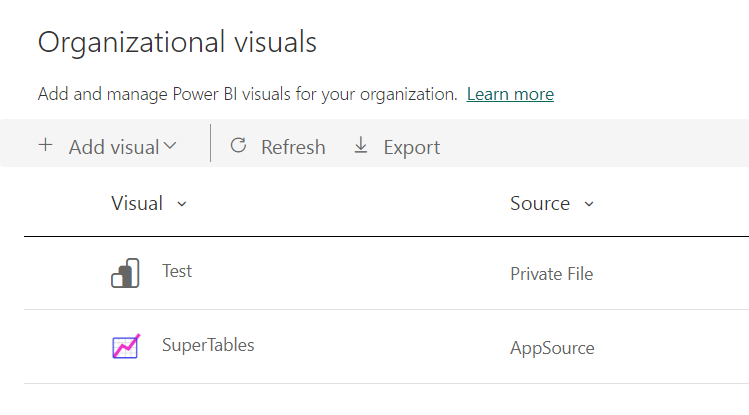 Organizational visuals
Add and manage Power BI visuals for your organization. Learn more
Add visual Refresh Export
Visual Source
Test Private File
SuperTables AppSource